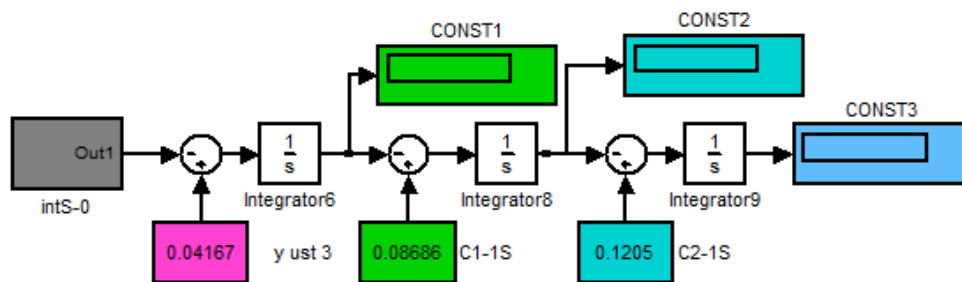 CONST1
CONST2
CONST3
Out1
intS-0
-
+
1
s
Integrator6
-
+
1
s
Integrator8
-
+
1
s
Integrator9
0.04167
y ust 3
0.08686
C1-1S
0.1205
C2-1S